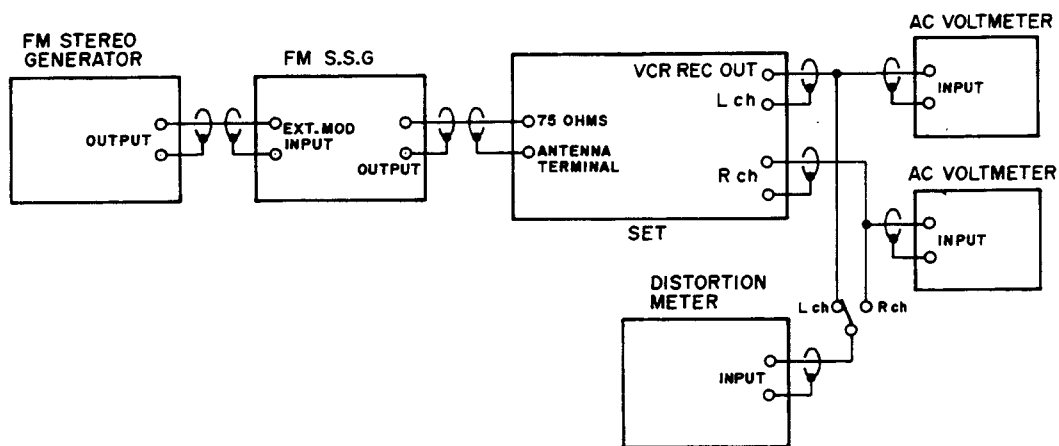 FM STEREO
GENERATOR
OUTPUT
FM S.S.G
EXT.MOD
INPUT
OUTPUT
VCR REC OUT
L ch
75 OHMS
ANTENNA
TERMINAL
R ch
SET
AC VOLTMETER
INPUT
AC VOLTMETER
INPUT
DISTORTION
METER
L ch
R ch
INPUT